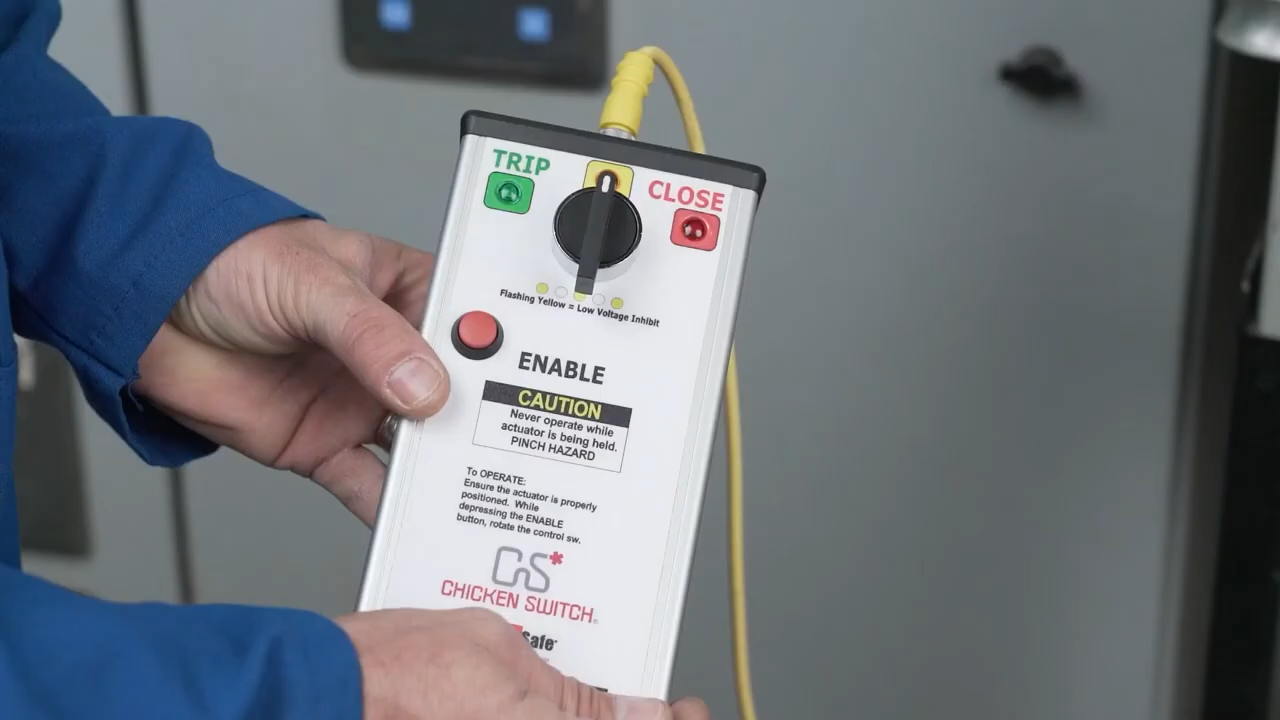 TRIP
CLOSE
Flashing Yellow = Low Voltage Inhibit
ENABLE
CAUTION
Never operate while
actuator is being held.
PINCH HAZARD
To OPERATE:
Ensure the actuator is properly
positioned. While
depressing the ENABLE
button, rotate the control sw.
CS*
CHICKEN SWITCH®
Safe